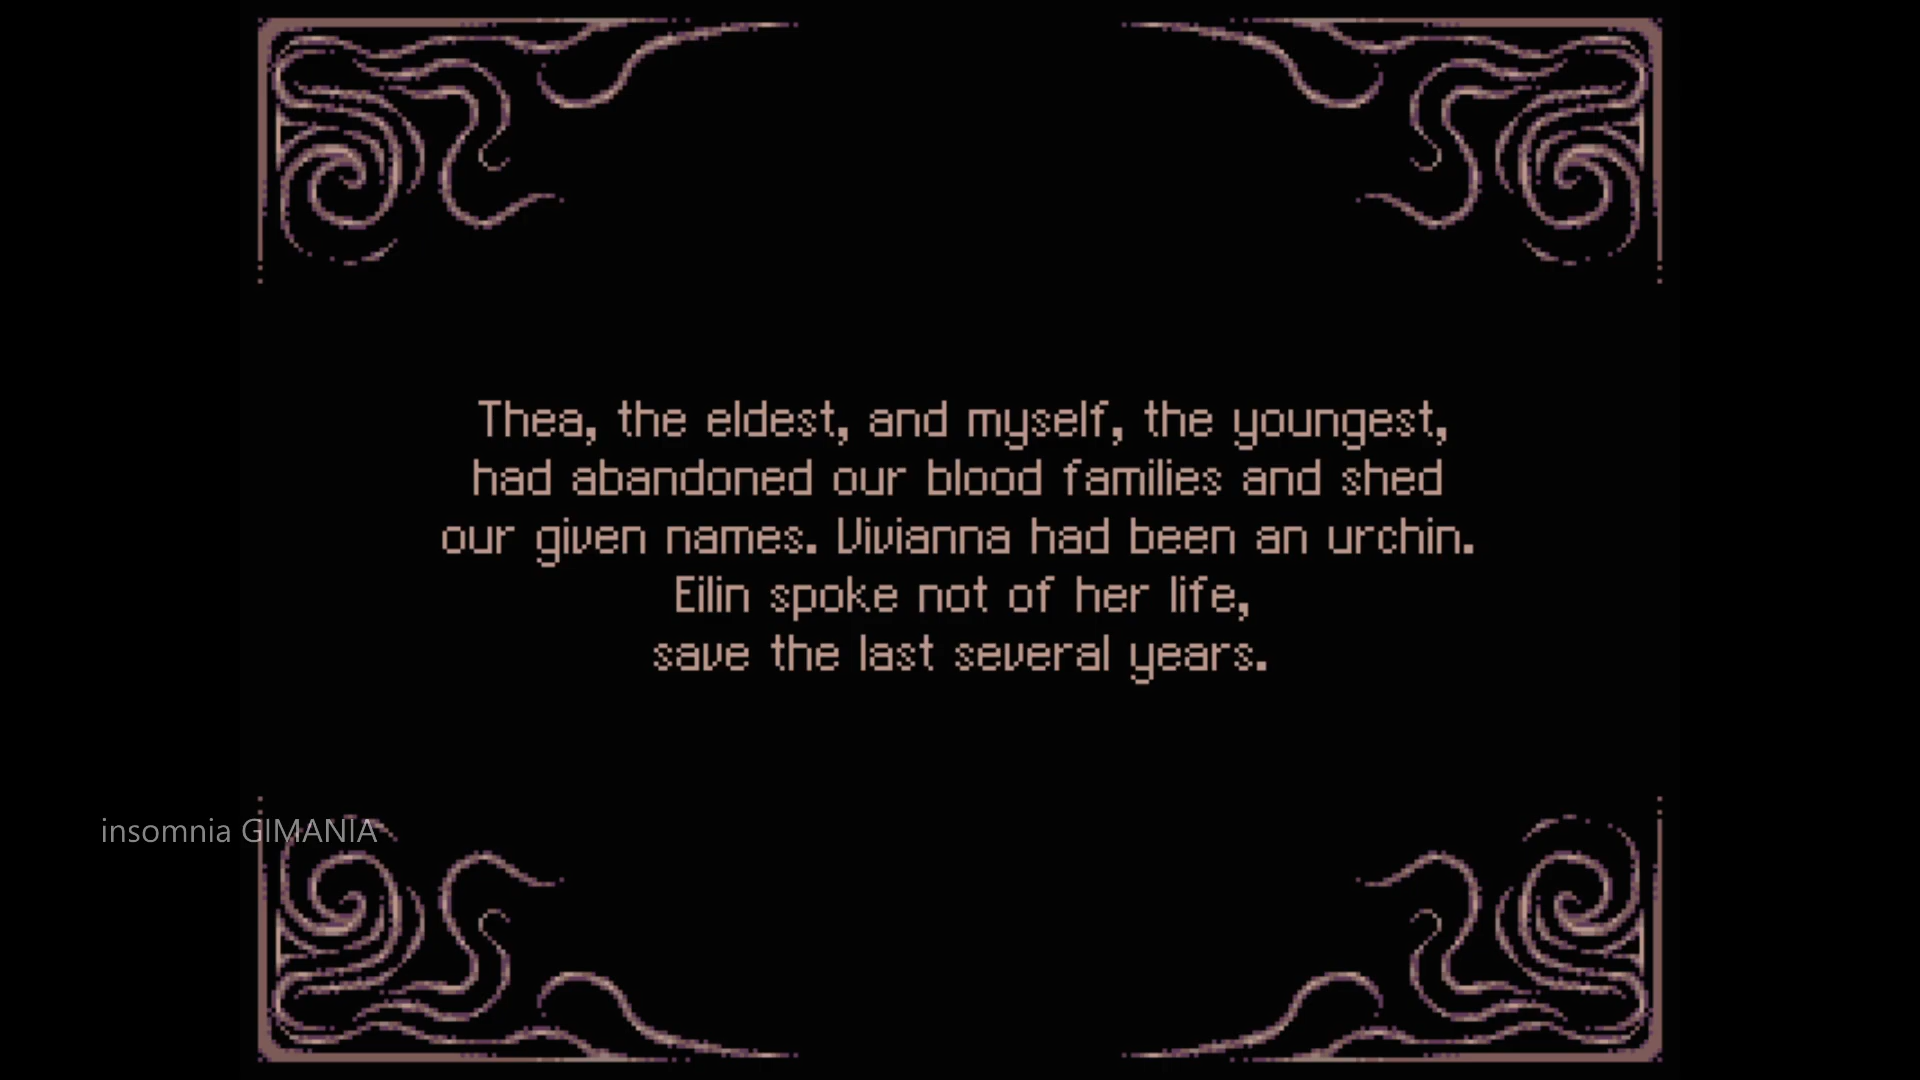 Thea, the eldest, and myself, the youngest,
had abandoned our blood families and shed
our given names. Vivianna had been an urchin.
Eilin spoke not of her life,
save the last several years.
insomnia GIMANIA